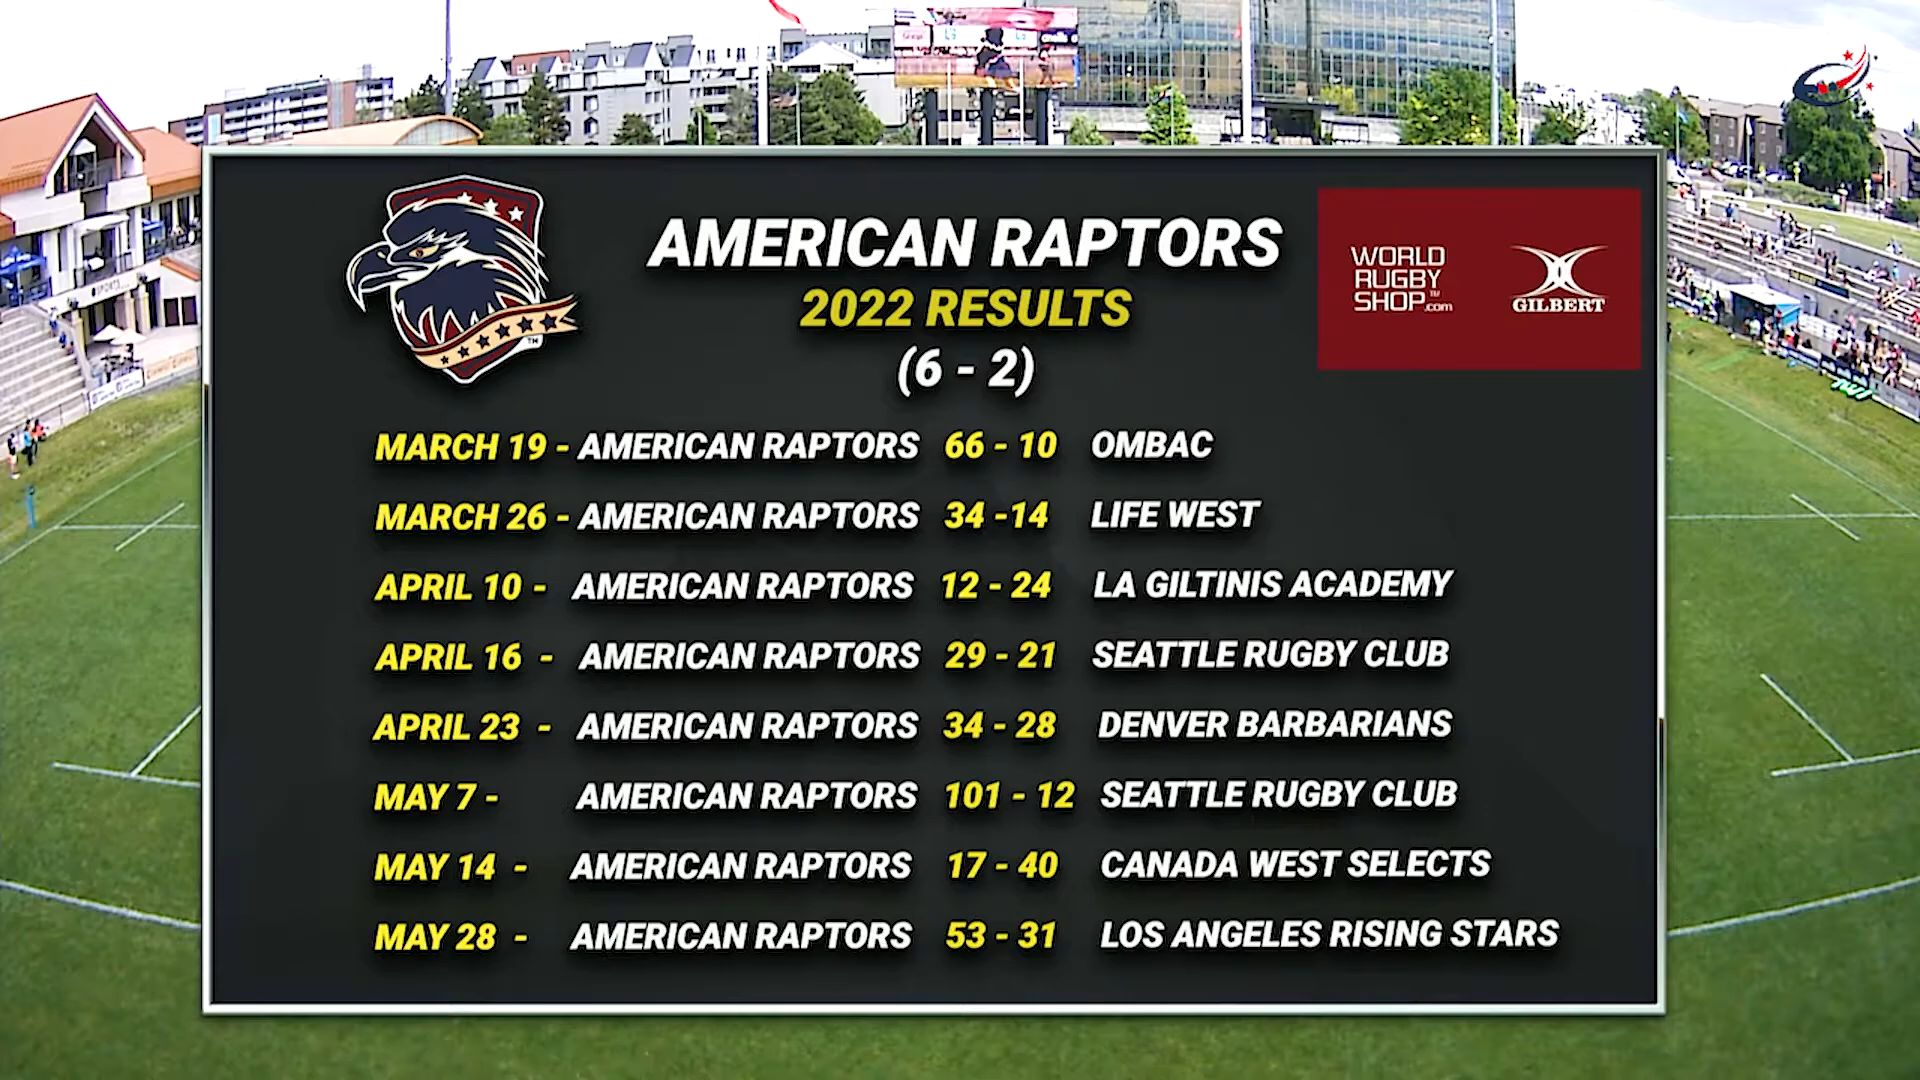 AMERICAN RAPTORS
2022 RESULTS
(6 - 2)
WORLD
RUGBY
SHOP™.com
GILBERT
TM
MARCH 19 - AMERICAN RAPTORS 66 - 10 OMBAC
MARCH 26 - AMERICAN RAPTORS 34 -14 LIFE WEST
APRIL 10 - AMERICAN RAPTORS 12 - 24 LA GILTINIS ACADEMY
APRIL 16 - AMERICAN RAPTORS 29 - 21 SEATTLE RUGBY CLUB
APRIL 23 - AMERICAN RAPTORS 34 - 28 DENVER BARBARIANS
MAY 7 - AMERICAN RAPTORS 101 - 12 SEATTLE RUGBY CLUB
MAY 14 - AMERICAN RAPTORS 17 - 40 CANADA WEST SELECTS
MAY 28 - AMERICAN RAPTORS 53 - 31 LOS ANGELES RISING STARS